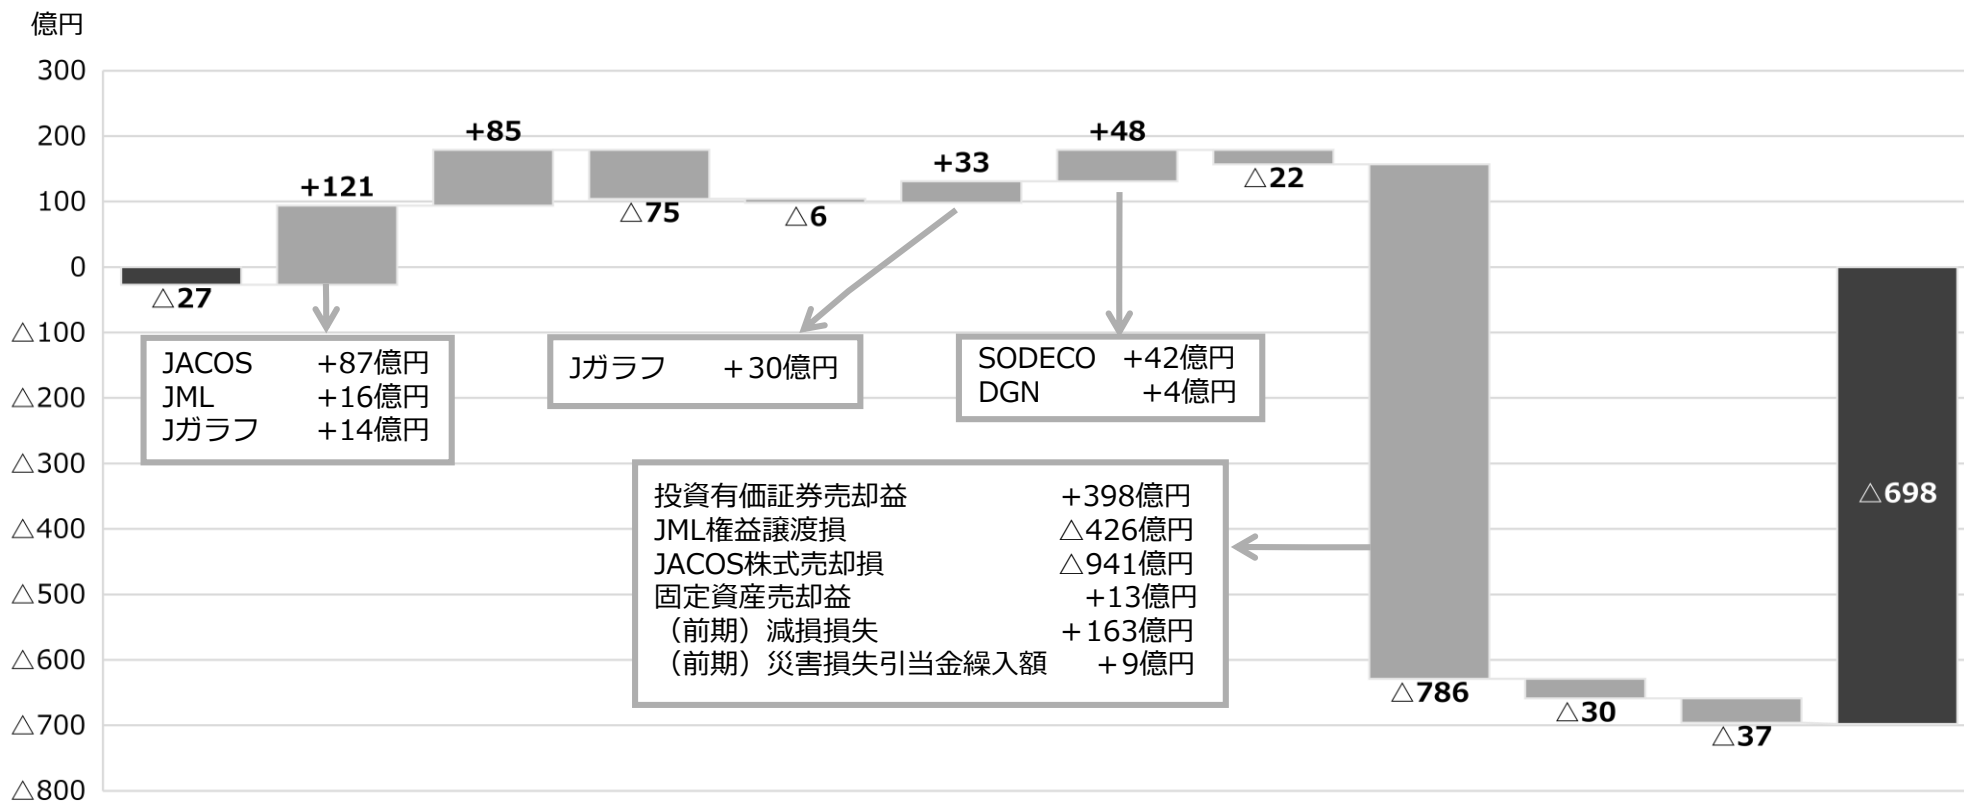 億円
300
200
100
0
△100
△200
△300
△400
△500
△600
△700
△800
△27
+121
+85
△75
△6
+33
+48
△22
△786
△30
△37
△698
JACOS +87億円
JML +16億円
Jガラフ +14億円
Jガラフ +30億円
SODECO +42億円
DGN +4億円
投資有価証券売却益 +398億円
JML権益譲渡損 △426億円
JACOS株式売却損 △941億円
固定資産売却益 +13億円
（前期）減損損失 +163億円
（前期）災害損失引当金繰入額 +9億円